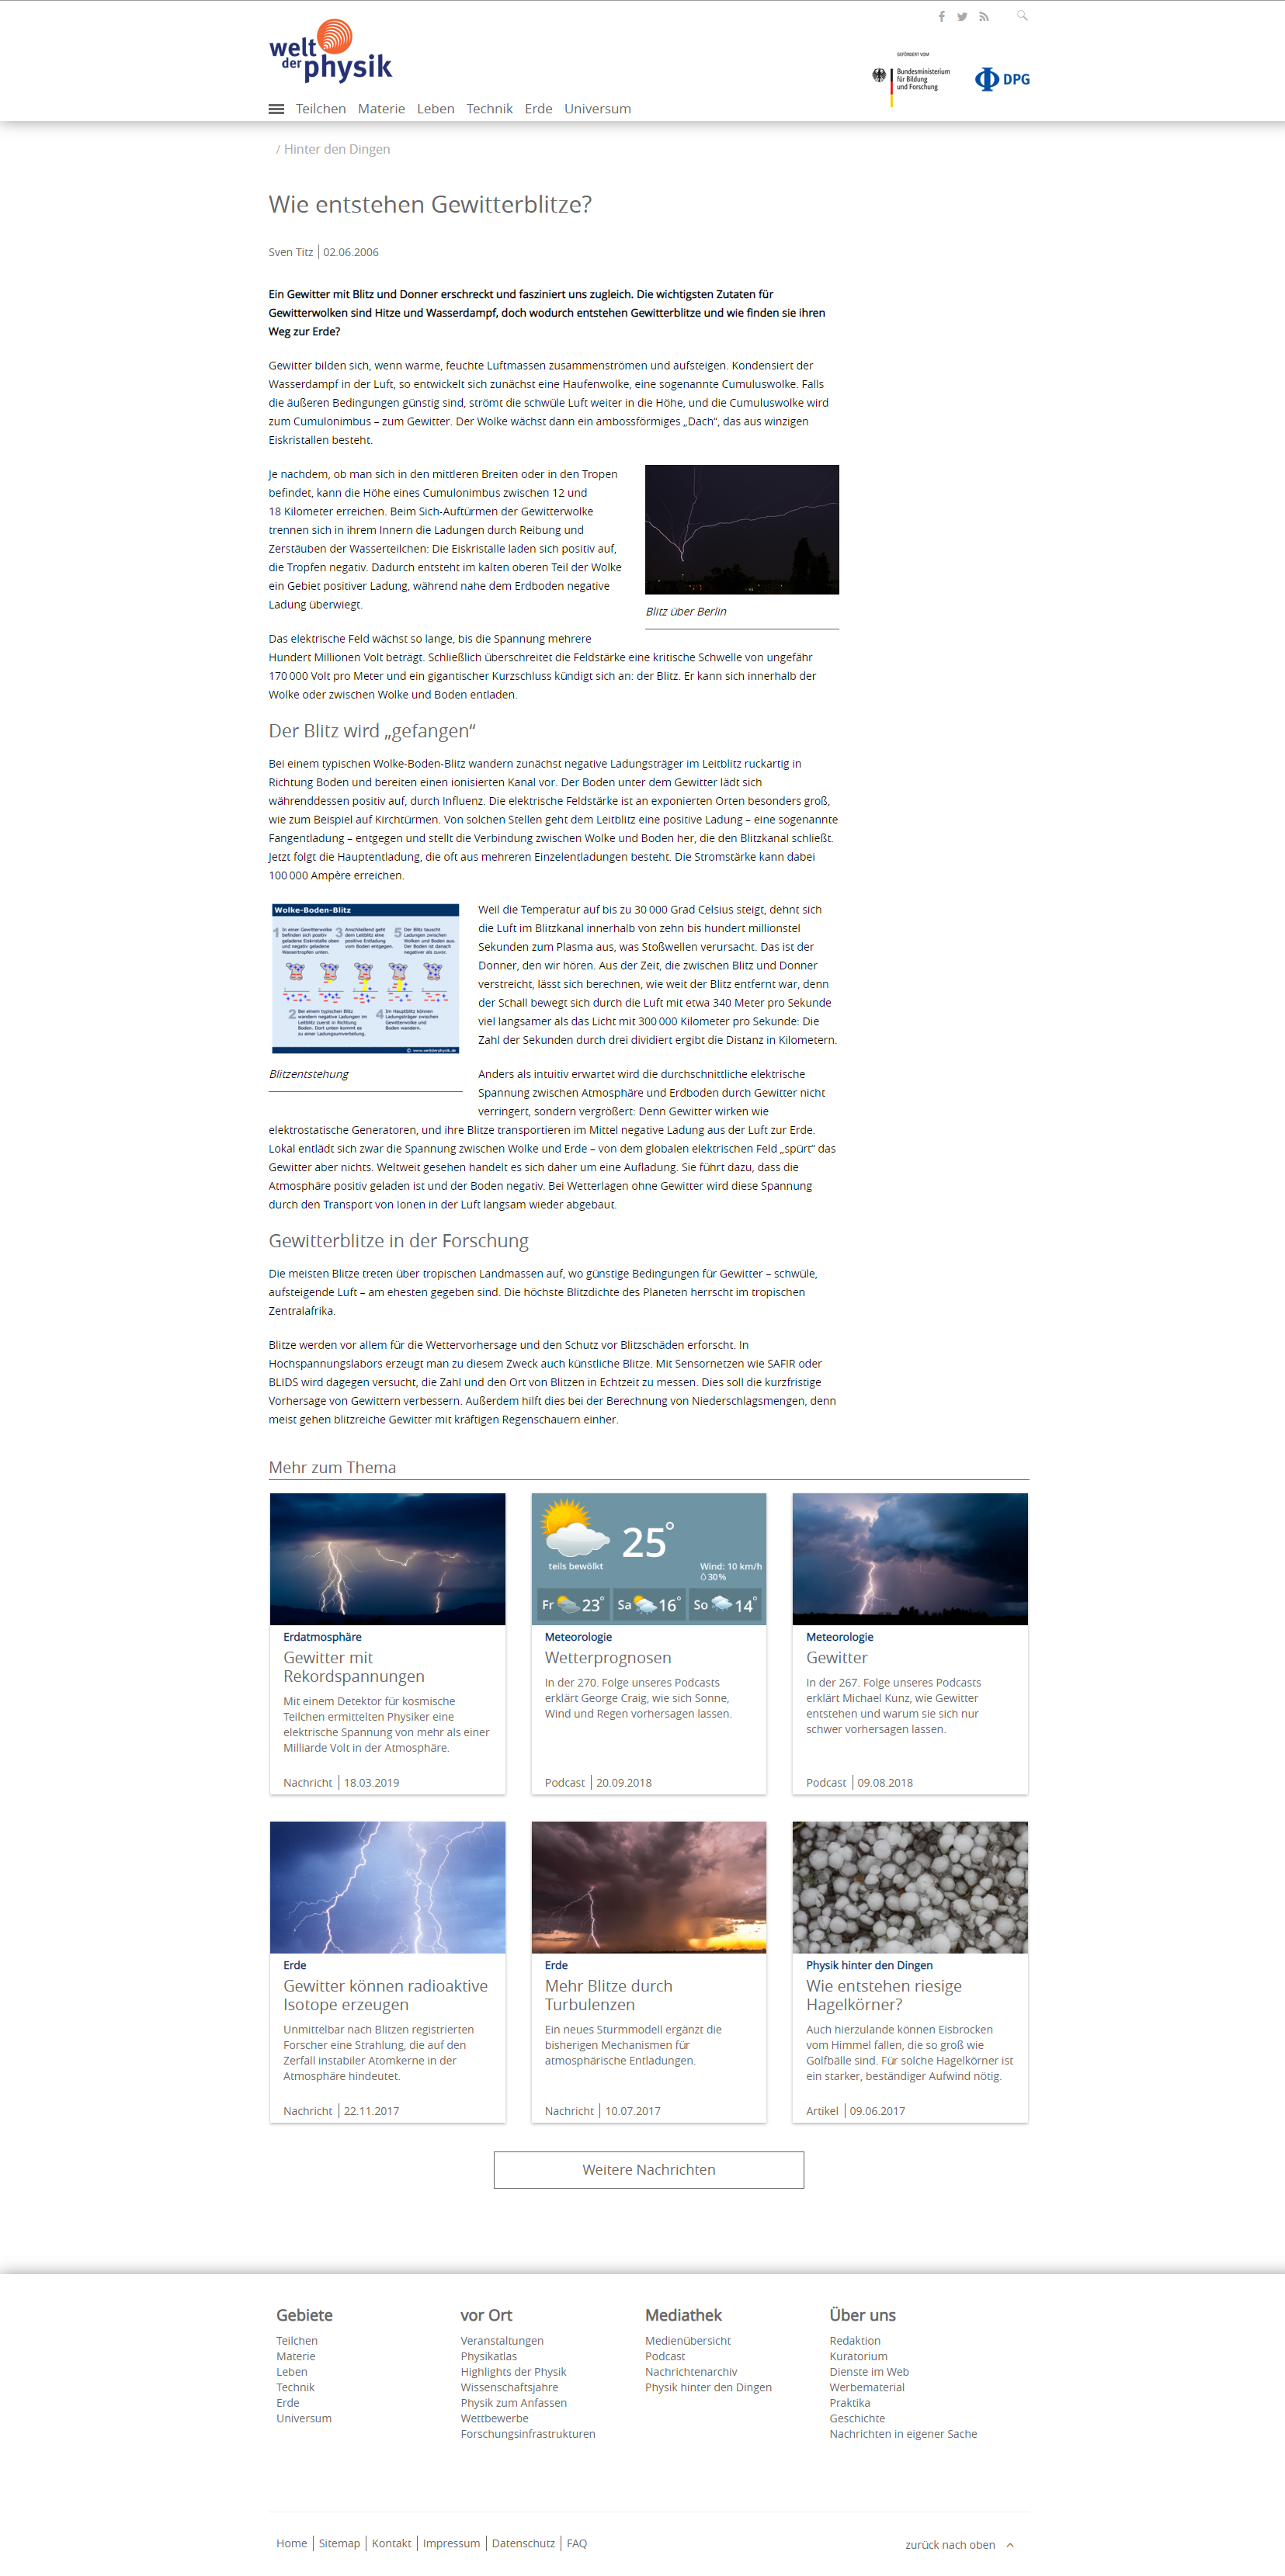 welt
der physik
GEFÖRDERT VOM
Bundesministerium
für Bildung
und Forschung
DPG
Teilchen Materie Leben Technik Erde Universum
/ Hinter den Dingen
Wie entstehen Gewitterblitze?
Sven Titz | 02.06.2006
Ein Gewitter mit Blitz und Donner erschreckt und fasziniert uns zugleich. Die wichtigsten Zutaten für
Gewitterwolken sind Hitze und Wasserdampf, doch wodurch entstehen Gewitterblitze und wie finden sie ihren
Weg zur Erde?
Gewitter bilden sich, wenn warme, feuchte Luftmassen zusammenströmen und aufsteigen. Kondensiert der
Wasserdampf in der Luft, so entwickelt sich zunächst eine Haufenwolke, eine sogenannte Cumuluswolke. Falls
die äußeren Bedingungen günstig sind, strömt die schwüle Luft weiter in die Höhe, und die Cumuluswolke wird
zum Cumulonimbus – zum Gewitter. Der Wolke wächst dann ein ambossförmiges „Dach“, das aus winzigen
Eiskristallen besteht.
Je nachdem, ob man sich in den mittleren Breiten oder in den Tropen
befindet, kann die Höhe eines Cumulonimbus zwischen 12 und
18 Kilometer erreichen. Beim Sich-Auftürmen der Gewitterwolke
trennen sich in ihrem Innern die Ladungen durch Reibung und
Zerstäuben der Wasserteilchen: Die Eiskristalle laden sich positiv auf,
die Tropfen negativ. Dadurch entsteht im kalten oberen Teil der Wolke
ein Gebiet positiver Ladung, während nahe dem Erdboden negative
Ladung überwiegt.
Blitz über Berlin
Das elektrische Feld wächst so lange, bis die Spannung mehrere
Hundert Millionen Volt beträgt. Schließlich überschreitet die Feldstärke eine kritische Schwelle von ungefähr
170 000 Volt pro Meter und ein gigantischer Kurzschluss kündigt sich an: der Blitz. Er kann sich innerhalb der
Wolke oder zwischen Wolke und Boden entladen.
Der Blitz wird „gefangen“
Bei einem typischen Wolke-Boden-Blitz wandern zunächst negative Ladungsträger im Leitblitz ruckartig in
Richtung Boden und bereiten einen ionisierten Kanal vor. Der Boden unter dem Gewitter lädt sich
währenddessen positiv auf, durch Influenz. Die elektrische Feldstärke ist an exponierten Orten besonders groß,
wie zum Beispiel auf Kirchtürmen. Von solchen Stellen geht dem Leitblitz eine positive Ladung – eine sogenannte
Fangentladung – entgegen und stellt die Verbindung zwischen Wolke und Boden her, die den Blitzkanal schließt.
Jetzt folgt die Hauptentladung, die oft aus mehreren Einzelentladungen besteht. Die Stromstärke kann dabei
100 000 Ampère erreichen.
Wolke-Boden-Blitz
1 In einer Gewitterwolke
befinden sich positiv
geladene Eiskristalle oben
und negativ geladene
Wassertropfen unten.
3 Anschließend geht
dem Leitblitz eine
positive Entladung
vom Boden entgegen.
5 Der Blitz tauscht
Ladungen zwischen
Wolken und Boden aus.
Der Boden ist danach
negativer als zuvor.
2 Bei einem typischen Blitz
wandern negative Ladungen im
Leitblitz zuerst in Richtung
Boden. Dort unten kommt es
zu einer Ladungsumverteilung.
4 Im Hauptblitz können
Ladungsträger zwischen
Gewitterwolke und
Boden wandern.
© www.weltderphysik.de
Blitzentstehung
Weil die Temperatur auf bis zu 30 000 Grad Celsius steigt, dehnt sich
die Luft im Blitzkanal innerhalb von zehn bis hundert millionstel
Sekunden zum Plasma aus, was Stoßwellen verursacht. Das ist der
Donner, den wir hören. Aus der Zeit, die zwischen Blitz und Donner
verstreicht, lässt sich berechnen, wie weit der Blitz entfernt war, denn
der Schall bewegt sich durch die Luft mit etwa 340 Meter pro Sekunde
viel langsamer als das Licht mit 300 000 Kilometer pro Sekunde: Die
Zahl der Sekunden durch drei dividiert ergibt die Distanz in Kilometern.
Anders als intuitiv erwartet wird die durchschnittliche elektrische
Spannung zwischen Atmosphäre und Erdboden durch Gewitter nicht
verringert, sondern vergrößert: Denn Gewitter wirken wie
elektrostatische Generatoren, und ihre Blitze transportieren im Mittel negative Ladung aus der Luft zur Erde.
Lokal entlädt sich zwar die Spannung zwischen Wolke und Erde – von dem globalen elektrischen Feld „spürt“ das
Gewitter aber nichts. Weltweit gesehen handelt es sich daher um eine Aufladung. Sie führt dazu, dass die
Atmosphäre positiv geladen ist und der Boden negativ. Bei Wetterlagen ohne Gewitter wird diese Spannung
durch den Transport von Ionen in der Luft langsam wieder abgebaut.
Gewitterblitze in der Forschung
Die meisten Blitze treten über tropischen Landmassen auf, wo günstige Bedingungen für Gewitter – schwüle,
aufsteigende Luft – am ehesten gegeben sind. Die höchste Blitzdichte des Planeten herrscht im tropischen
Zentralafrika.
Blitze werden vor allem für die Wettervorhersage und den Schutz vor Blitzschäden erforscht. In
Hochspannungslabors erzeugt man zu diesem Zweck auch künstliche Blitze. Mit Sensornetzen wie SAFIR oder
BLIDS wird dagegen versucht, die Zahl und den Ort von Blitzen in Echtzeit zu messen. Dies soll die kurzfristige
Vorhersage von Gewittern verbessern. Außerdem hilft dies bei der Berechnung von Niederschlagsmengen, denn
meist gehen blitzreiche Gewitter mit kräftigen Regenschauern einher.
Mehr zum Thema
Erdatmosphäre
Gewitter mit
Rekordspannungen
Mit einem Detektor für kosmische
Teilchen ermittelten Physiker eine
elektrische Spannung von mehr als einer
Milliarde Volt in der Atmosphäre.
Nachricht | 18.03.2019
25°
teils bewölkt
Wind: 10 km/h
30%
Fr 23° Sa 16° So 14°
Meteorologie
Wetterprognosen
In der 270. Folge unseres Podcasts
erklärt George Craig, wie sich Sonne,
Wind und Regen vorhersagen lassen.
Podcast | 20.09.2018
Meteorologie
Gewitter
In der 267. Folge unseres Podcasts
erklärt Michael Kunz, wie Gewitter
entstehen und warum sie sich nur
schwer vorhersagen lassen.
Podcast | 09.08.2018
Erde
Gewitter können radioaktive
Isotope erzeugen
Unmittelbar nach Blitzen registrierten
Forscher eine Strahlung, die auf den
Zerfall instabiler Atomkerne in der
Atmosphäre hindeutet.
Nachricht | 22.11.2017
Erde
Mehr Blitze durch
Turbulenzen
Ein neues Sturmmodell ergänzt die
bisherigen Mechanismen für
atmosphärische Entladungen.
Nachricht | 10.07.2017
Physik hinter den Dingen
Wie entstehen riesige
Hagelkörner?
Auch hierzulande können Eisbrocken
vom Himmel fallen, die so groß wie
Golfbälle sind. Für solche Hagelkörner ist
ein starker, beständiger Aufwind nötig.
Artikel | 09.06.2017
Weitere Nachrichten
Gebiete
Teilchen
Materie
Leben
Technik
Erde
Universum
vor Ort
Veranstaltungen
Physikatlas
Highlights der Physik
Wissenschaftsjahre
Physik zum Anfassen
Wettbewerbe
Forschungsinfrastrukturen
Mediathek
Medienübersicht
Podcast
Nachrichtenarchiv
Physik hinter den Dingen
Über uns
Redaktion
Kuratorium
Dienste im Web
Werbematerial
Praktika
Geschichte
Nachrichten in eigener Sache
Home | Sitemap | Kontakt | Impressum | Datenschutz | FAQ
zurück nach oben